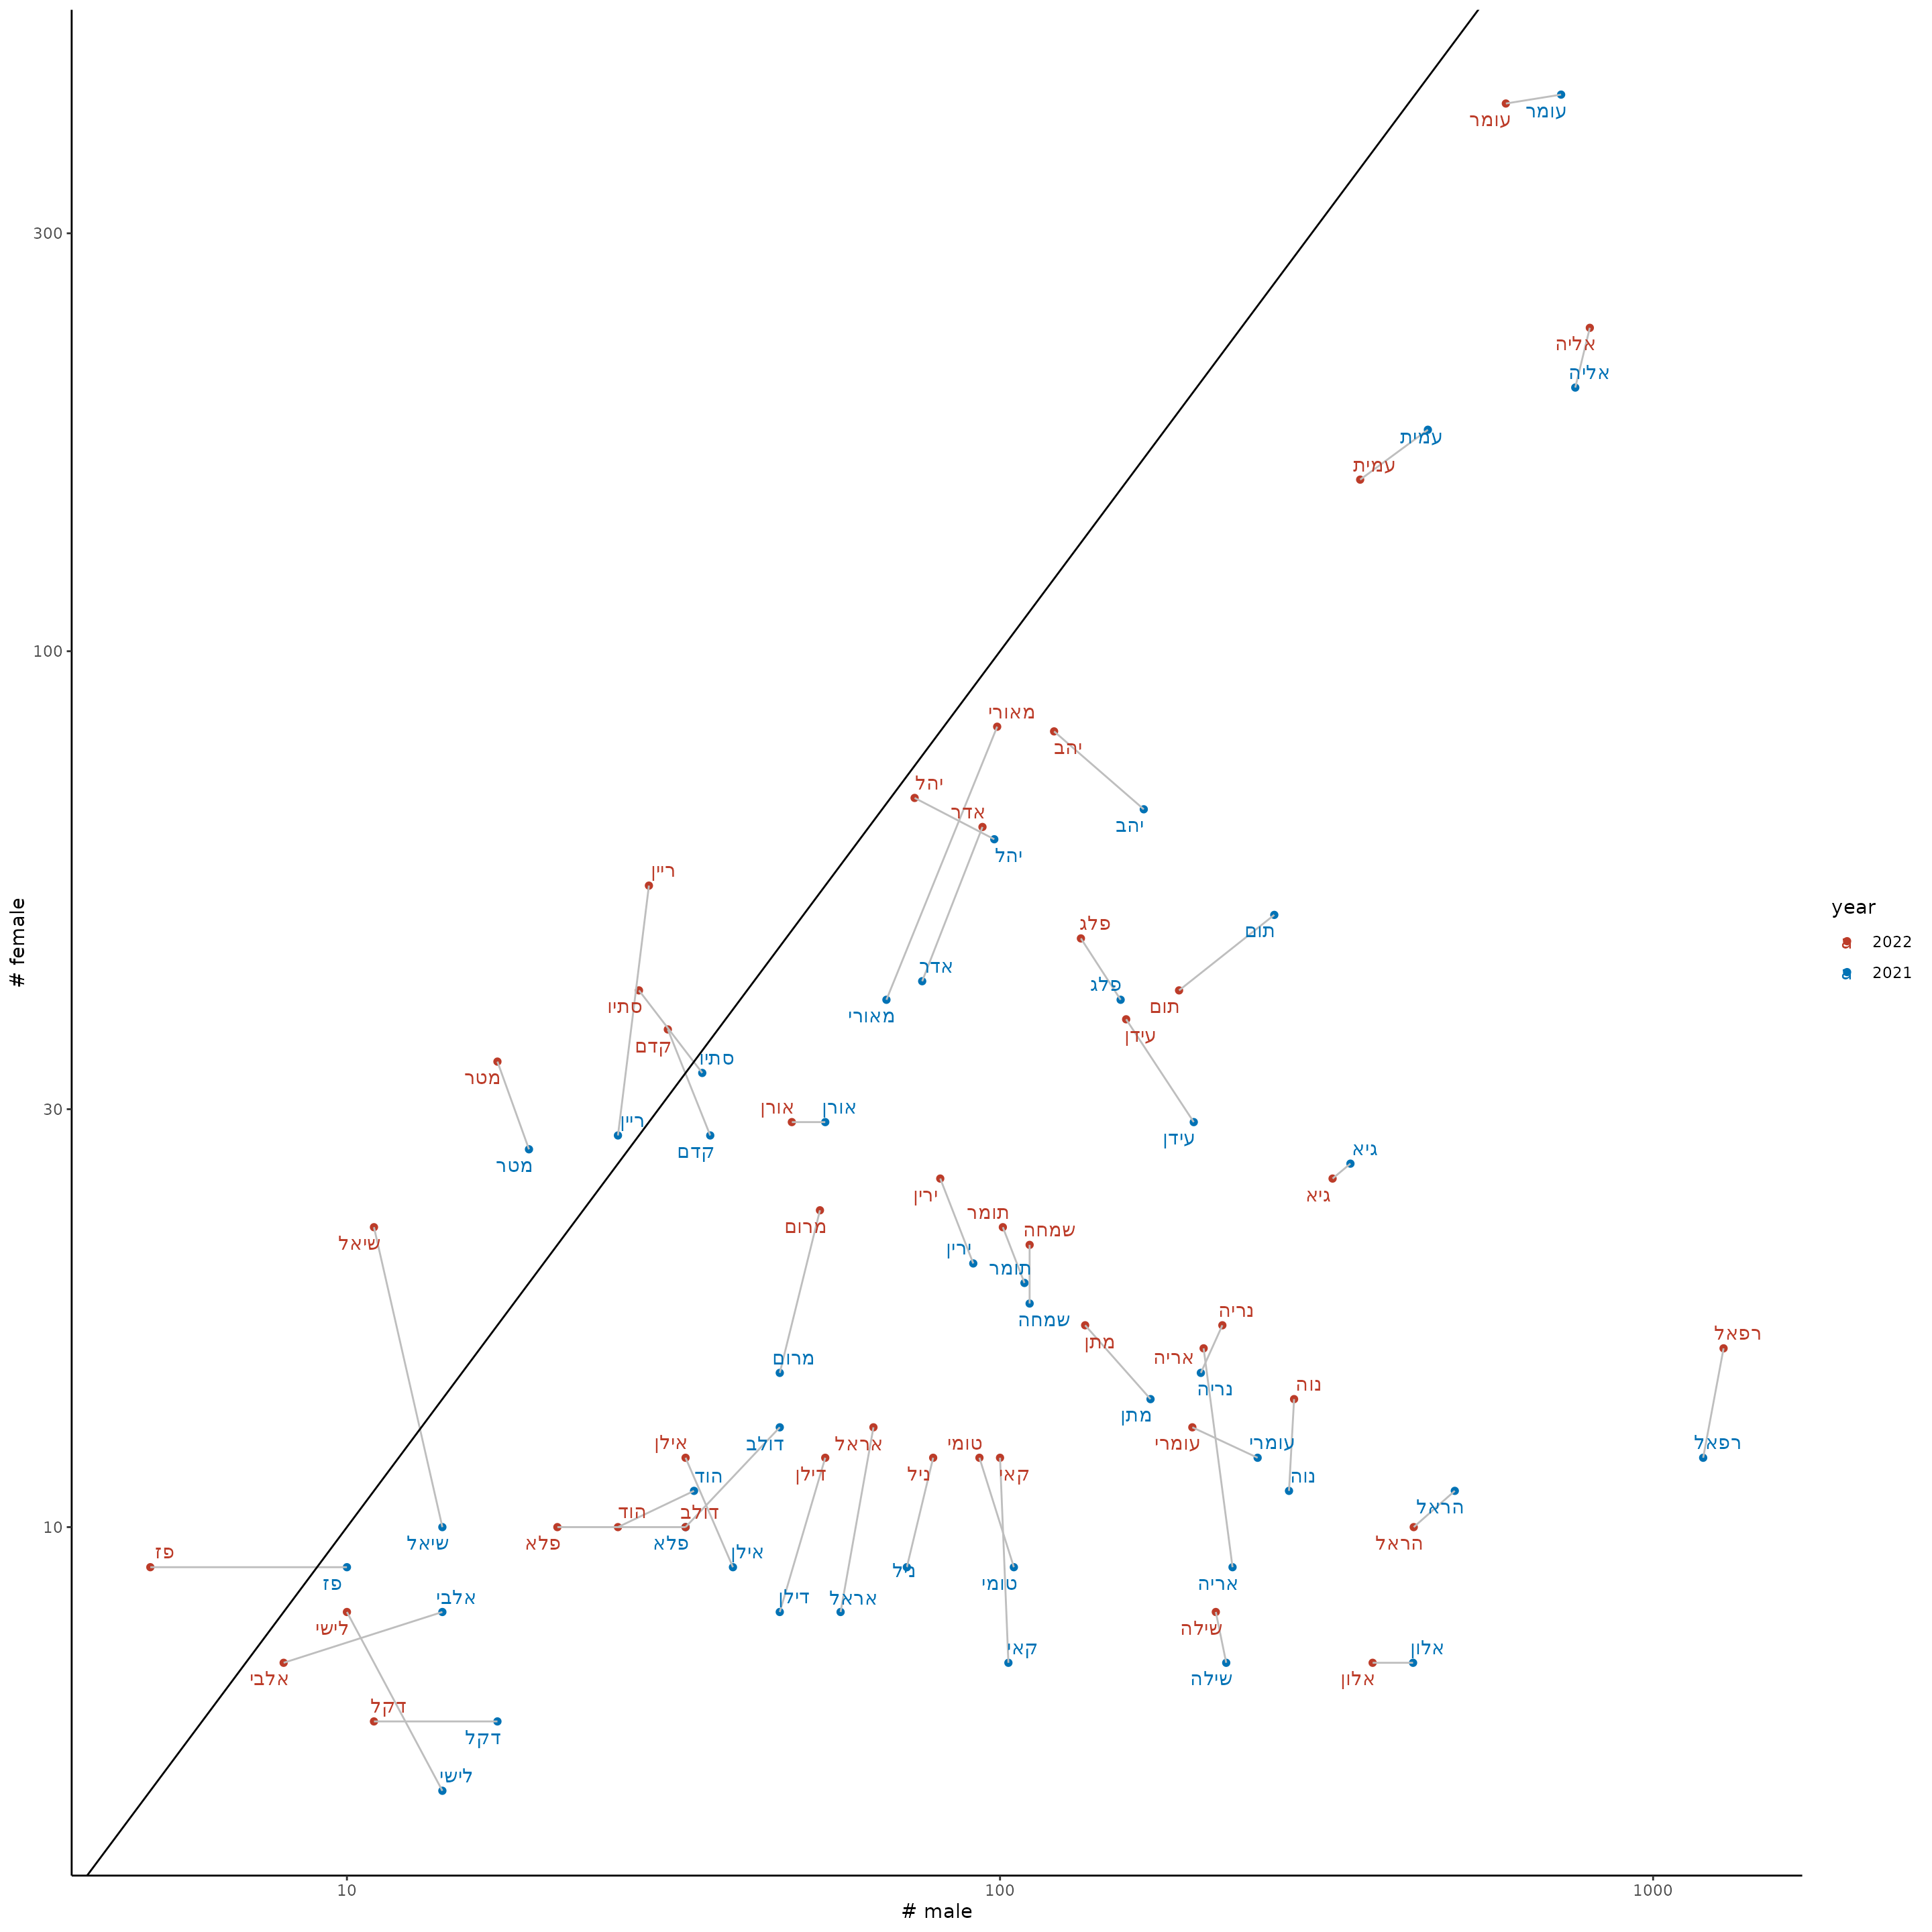 עומר
עומר
300
אליה
אליה
עמית
עמית
100
מאורי
יהב
יהל
אדר
יהב
יהל
ריין
פלג
תום
אדר
פלג
סתיו
תום
מאורי
עידן
קדם
סתיו
מטר
30
אורן
אורן
ריין
עידן
קדם
גיא
מטר
גיא
ירין
תומר
מרום
שמחה
שיאל
ירין
תומר
נריה
שמחה
רפאל
מתן
אריה
מרום
נוה
נריה
מתן
אילן
דולב
אראל
טומי
עומרי
עומרי
רפאל
דילן
ניל
קאי
הוד
נוה
הראל
הוד
דולב
10
פלא
פלא
שיאל
הראל
פז
אילן
ניל
פז
טומי
אריה
אלבי
דילן
אראל
לישי
שילה
קאי
אלון
אלבי
שילה
אלון
דקל
דקל
לישי
10
100
1000
# male
# female
year
a 2022
a 2021